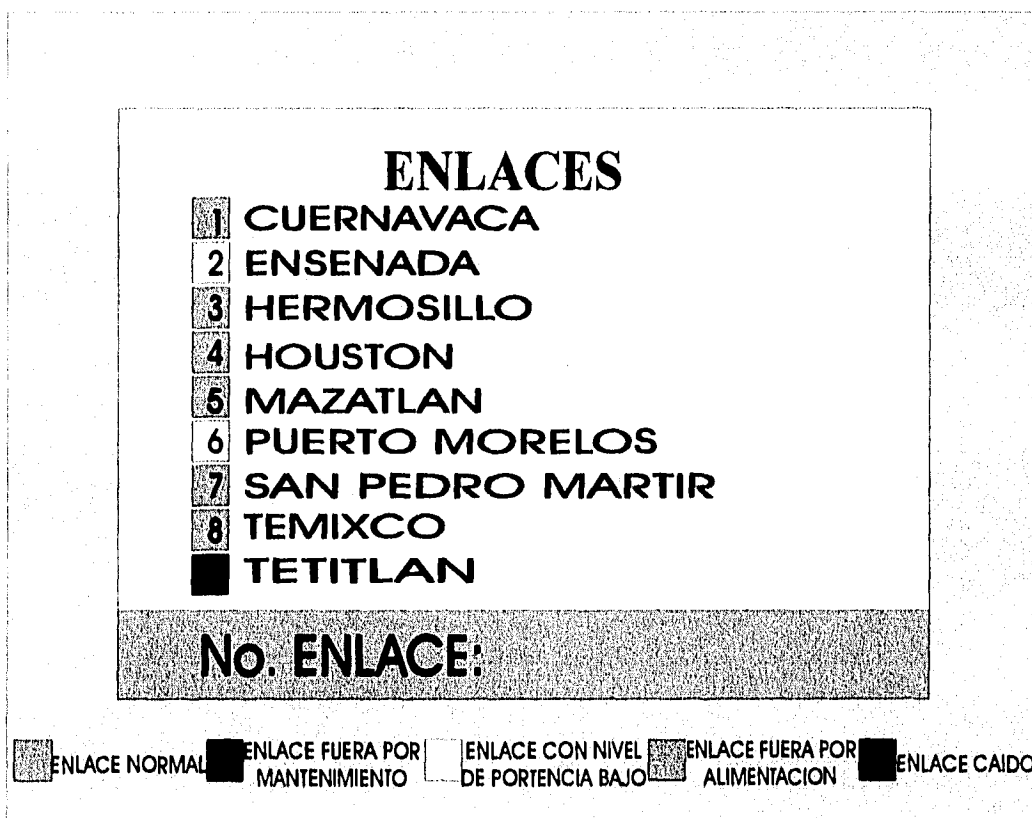 ENLACES
1 CUERNAVACA
2 ENSENADA
3 HERMOSILLO
4 HOUSTON
5 MAZATLAN
6 PUERTO MORELOS
7 SAN PEDRO MARTIR
8 TEMIXCO
TETITLAN
No. ENLACE:
ENLACE NORMAL
ENLACE FUERA POR
MANTENIMIENTO
ENLACE CON NIVEL
DE PORTENCIA BAJO
ENLACE FUERA POR
ALIMENTACION
ENLACE CAIDO